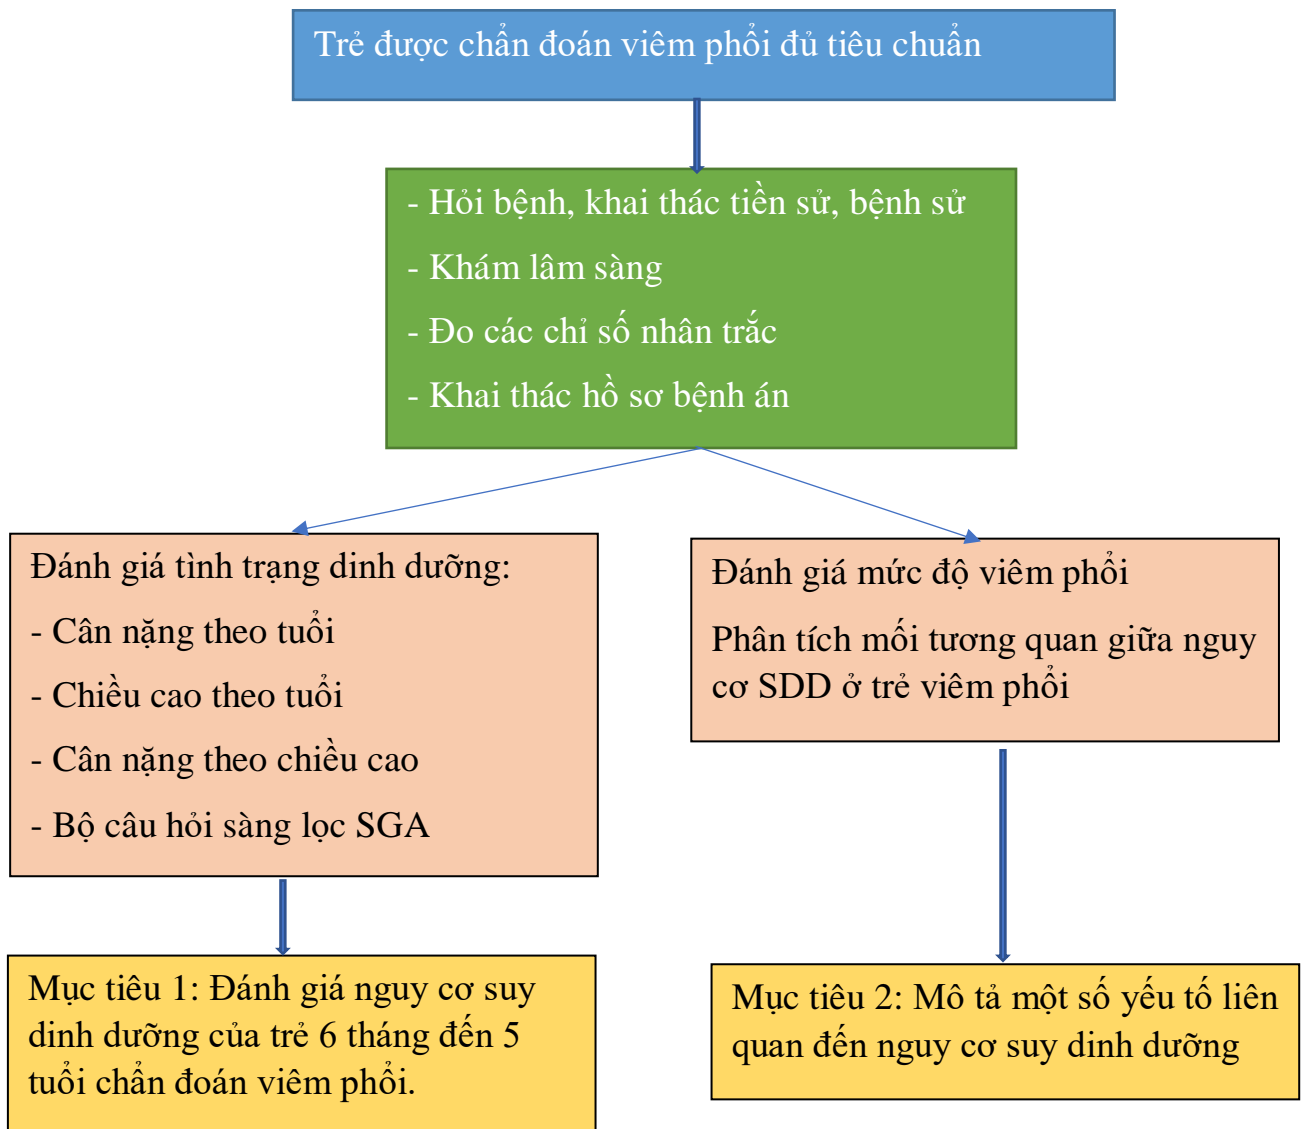 Trẻ được chẩn đoán viêm phổi đủ tiêu chuẩn
- Hỏi bệnh, khai thác tiền sử, bệnh sử
- Khám lâm sàng
- Đo các chỉ số nhân trắc
- Khai thác hồ sơ bệnh án
Đánh giá tình trạng dinh dưỡng:
- Cân nặng theo tuổi
- Chiều cao theo tuổi
- Cân nặng theo chiều cao
- Bộ câu hỏi sàng lọc SGA
Đánh giá mức độ viêm phổi
Phân tích mối tương quan giữa nguy
cơ SDD ở trẻ viêm phổi
Mục tiêu 1: Đánh giá nguy cơ suy
dinh dưỡng của trẻ 6 tháng đến 5
tuổi chẩn đoán viêm phổi.
Mục tiêu 2: Mô tả một số yếu tố liên
quan đến nguy cơ suy dinh dưỡng